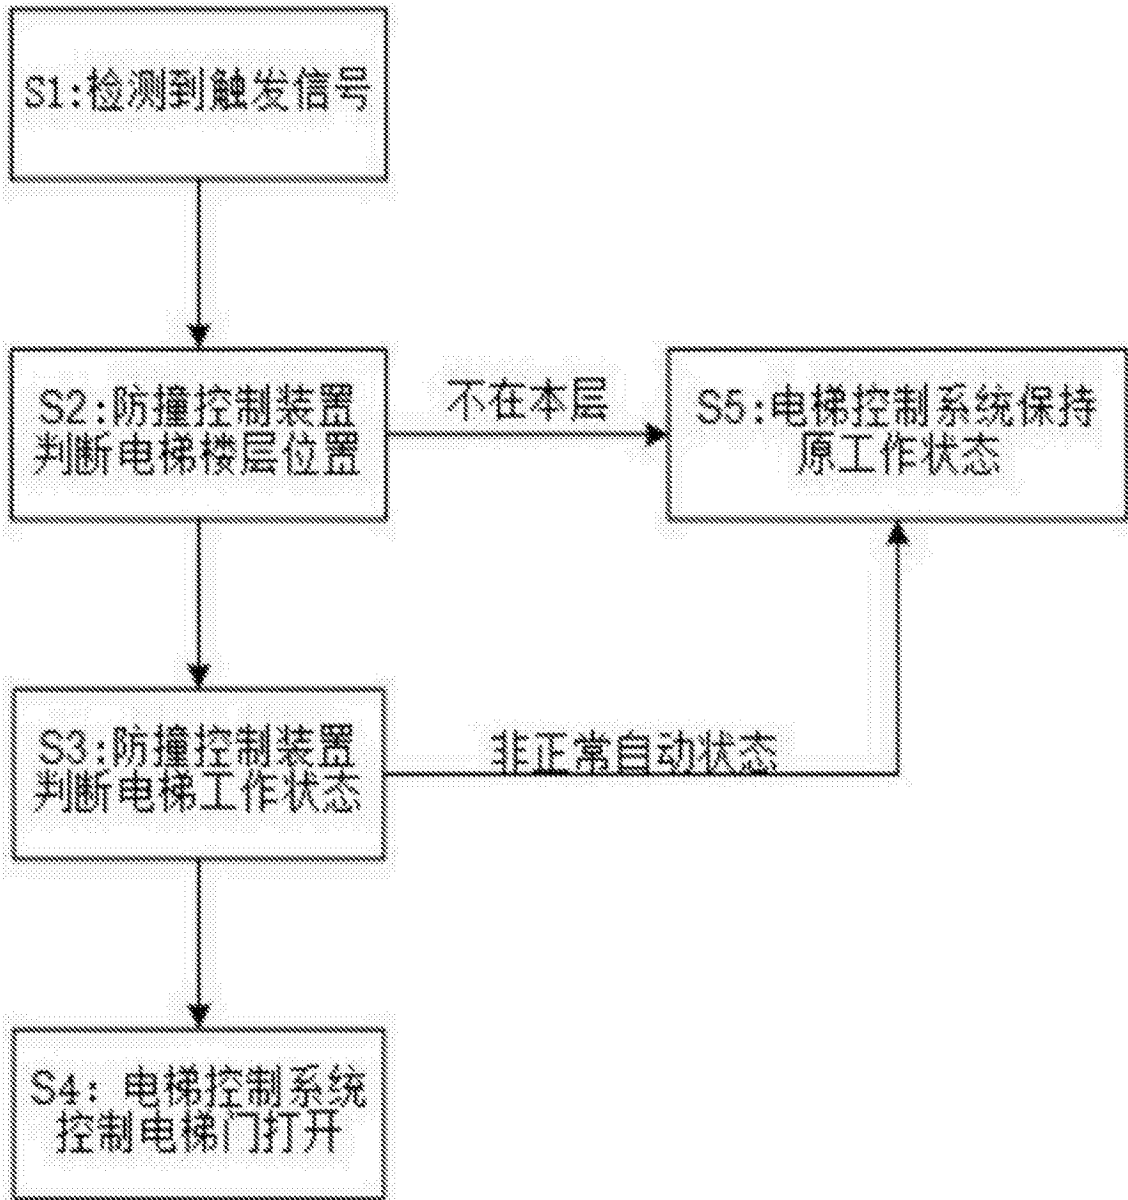 S1:检测到触发信号
S2:防撞控制装置
判断电梯楼层位置
不在本层
S5:电梯控制系统保持
原工作状态
S3:防撞控制装置
判断电梯工作状态
非正常自动状态
S4: 电梯控制系统
控制电梯门打开